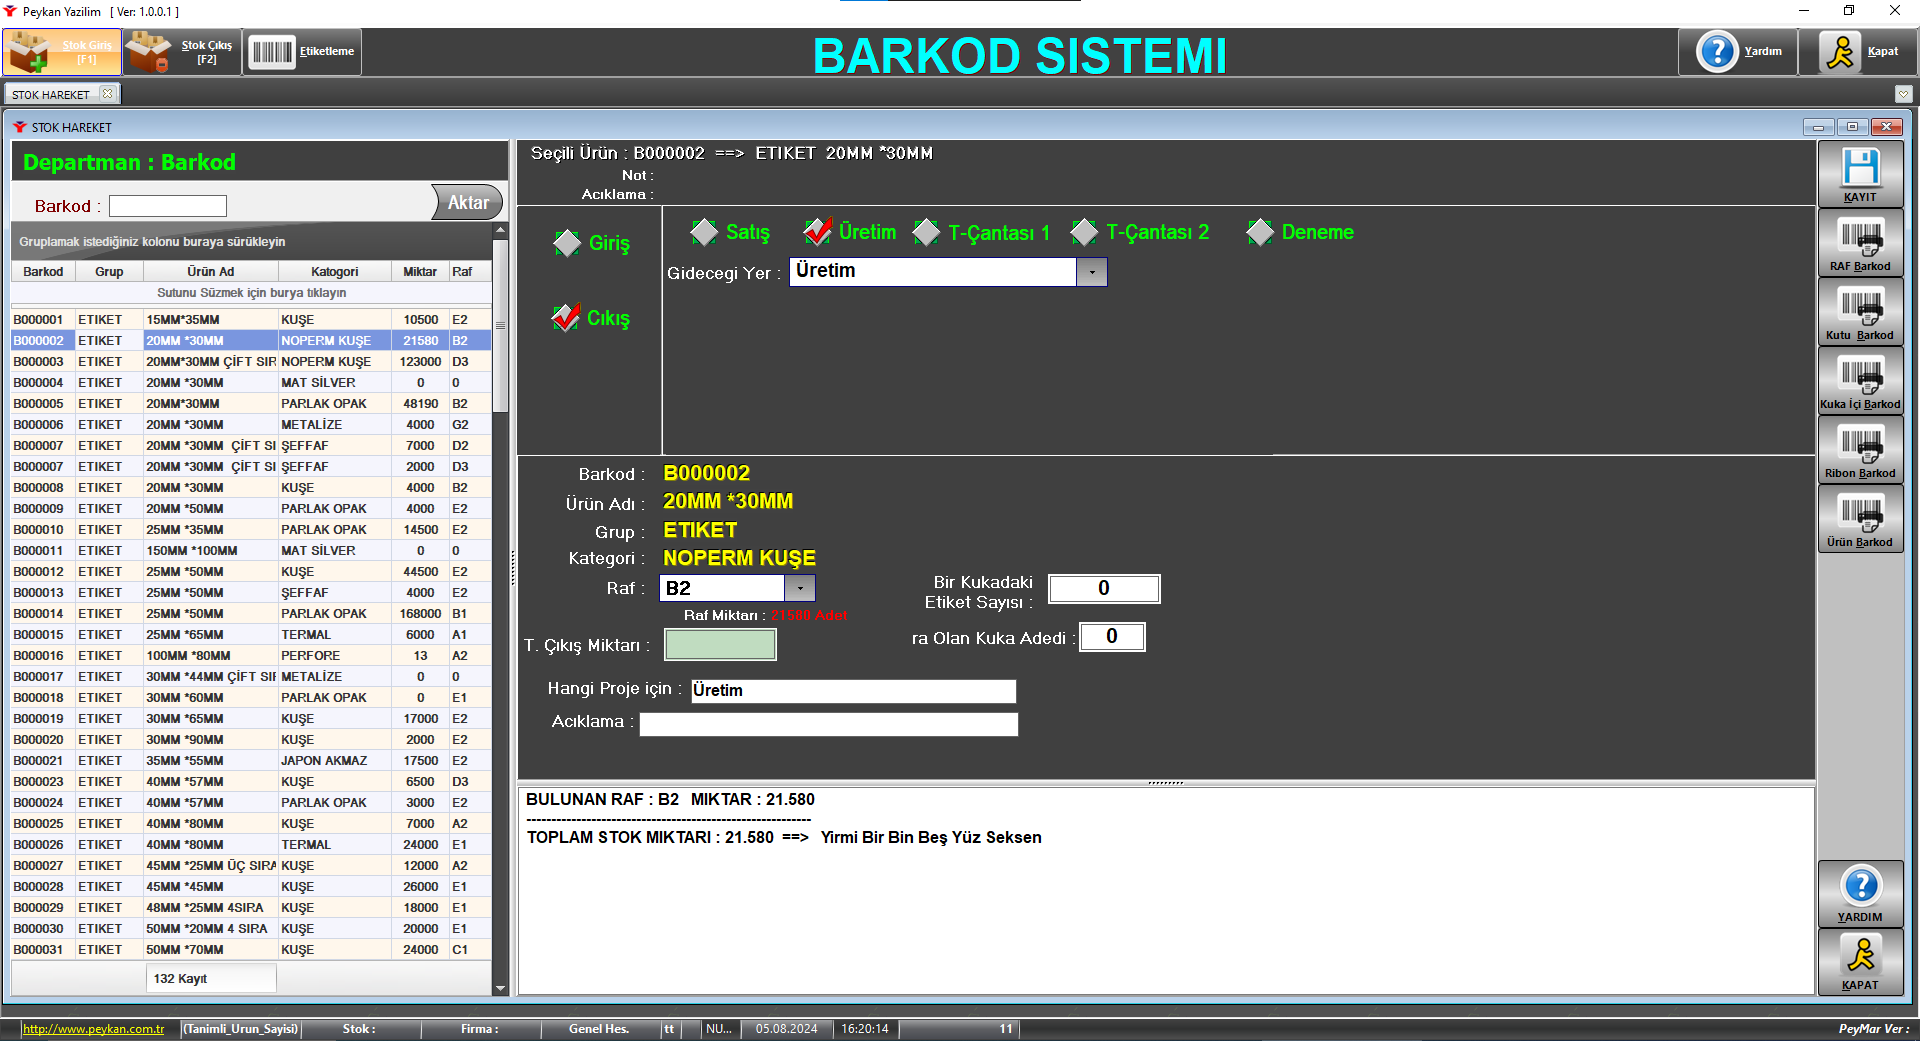 Peykan Yazilim   [ Ver: 1.0.0.1 ]
Stok Giriş
[F1]
Stok Çıkış
[F2]
Etiketleme
BARKOD SISTEMI
Yardım
Kapat
STOK HAREKET
STOK HAREKET
Departman : Barkod
Barkod :
Aktar
Gruplamak istediğiniz kolonu buraya sürükleyin
Barkod Grup Ürün Ad Katogori Miktar Raf
Sutunu Süzmek için burya tıklayın
B000001 ETIKET 15MM*35MM KUŞE 10500 E2
B000002 ETIKET 20MM *30MM NOPERM KUŞE 21580 B2
B000003 ETIKET 20MM*30MM ÇİFT SIR NOPERM KUŞE 123000 D3
B000004 ETIKET 20MM *30MM MAT SİLVER 0 0
B000005 ETIKET 20MM*30MM PARLAK OPAK 48190 B2
B000006 ETIKET 20MM *30MM METALİZE 4000 G2
B000007 ETIKET 20MM *30MM  ÇİFT SI ŞEFFAF 7000 D2
B000007 ETIKET 20MM *30MM  ÇİFT SI ŞEFFAF 2000 D3
B000008 ETIKET 20MM *30MM KUŞE 4000 B2
B000009 ETIKET 20MM *50MM PARLAK OPAK 4000 E2
B000010 ETIKET 25MM *35MM PARLAK OPAK 14500 E2
B000011 ETIKET 150MM *100MM MAT SİLVER 0 0
B000012 ETIKET 25MM *50MM KUŞE 44500 E2
B000013 ETIKET 25MM *50MM ŞEFFAF 4000 E2
B000014 ETIKET 25MM *50MM PARLAK OPAK 168000 B1
B000015 ETIKET 25MM *65MM TERMAL 6000 A1
B000016 ETIKET 100MM *80MM PERFORE 13 A2
B000017 ETIKET 30MM *44MM ÇİFT SIF METALİZE 0 0
B000018 ETIKET 30MM *60MM PARLAK OPAK 0 E1
B000019 ETIKET 30MM *65MM KUŞE 17000 E2
B000020 ETIKET 30MM *90MM KUŞE 2000 E2
B000021 ETIKET 35MM *55MM JAPON AKMAZ 17500 E2
B000023 ETIKET 40MM *57MM KUŞE 6500 D3
B000024 ETIKET 40MM *57MM PARLAK OPAK 3000 E2
B000025 ETIKET 40MM *80MM KUŞE 7000 A2
B000026 ETIKET 40MM *80MM TERMAL 24000 E1
B000027 ETIKET 45MM *25MM ÜÇ SIRA KUŞE 12000 A2
B000028 ETIKET 45MM *45MM KUŞE 26000 E1
B000029 ETIKET 48MM *25MM 4SIRA KUŞE 18000 E1
B000030 ETIKET 50MM *20MM 4 SIRA KUŞE 20000 E1
B000031 ETIKET 50MM *70MM KUŞE 24000 C1
132 Kayıt
Seçili Ürün : B000002  ==>  ETIKET  20MM *30MM
Not :
Acıklama :
Giriş
Cıkış
Satış
Üretim
T-Çantası 1
T-Çantası 2
Deneme
Gidecegi Yer : Üretim
Barkod : B000002
Ürün Adı : 20MM *30MM
Grup : ETIKET
Kategori : NOPERM KUŞE
Raf : B2
Raf Miktarı : 21580 Adet
T. Çıkış Miktarı :
Bir Kukadaki
Etiket Sayısı : 0
ra Olan Kuka Adedi : 0
Hangi Proje için : Üretim
Acıklama :
BULUNAN RAF : B2   MIKTAR : 21.580
----------------------------------------------------------
TOPLAM STOK MIKTARI : 21.580  ==>   Yirmi Bir Bin Beş Yüz Seksen
KAYIT
RAF Barkod
Kutu Barkod
Kuka İçi Barkod
Ribon Barkod
Ürün Barkod
YARDIM
KAPAT
http://www.peykan.com.tr (Tanimli_Urun_Sayisi) Stok : Firma : Genel Hes. tt NU... 05.08.2024 16:20:14 11 PeyMar Ver :